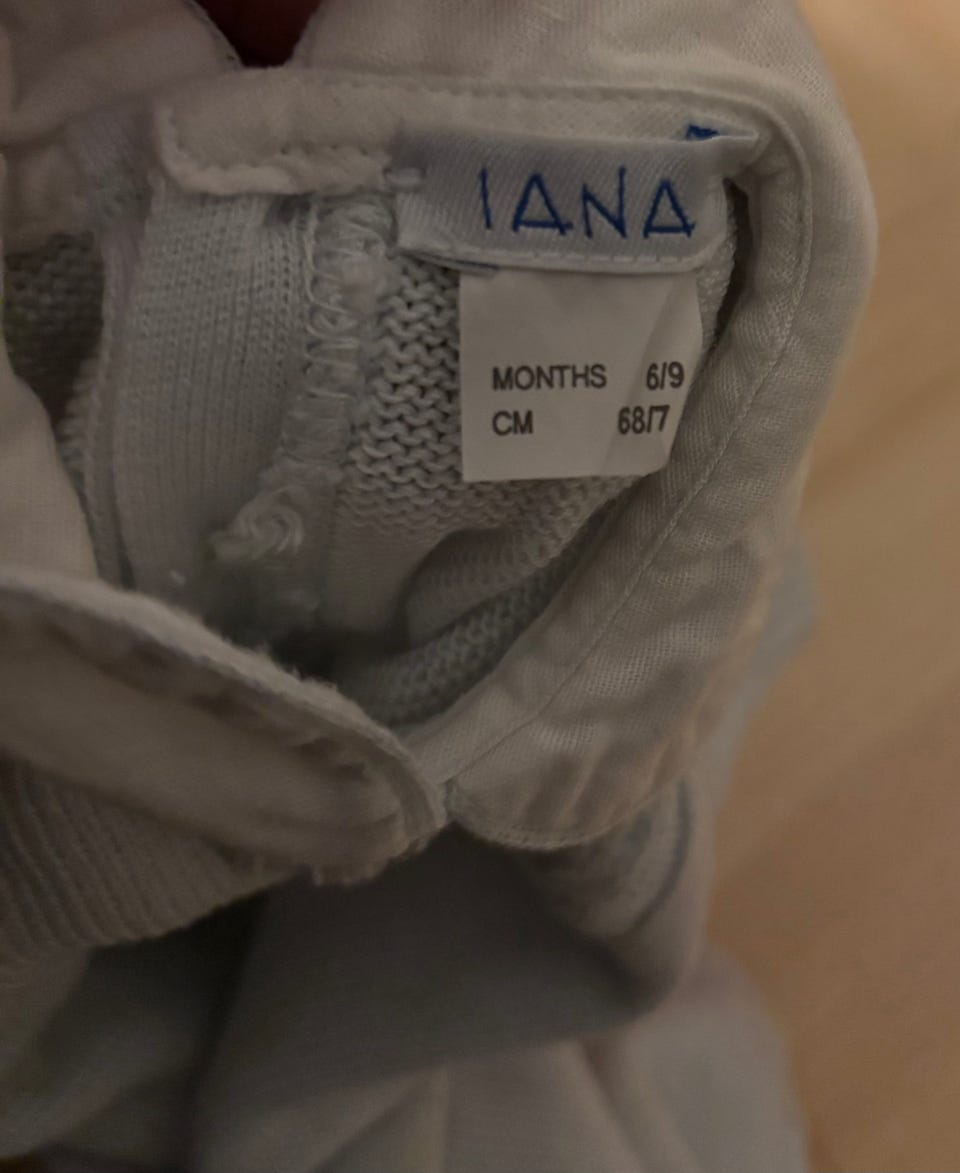 IANA
MONTHS 6/9
CM 68/7